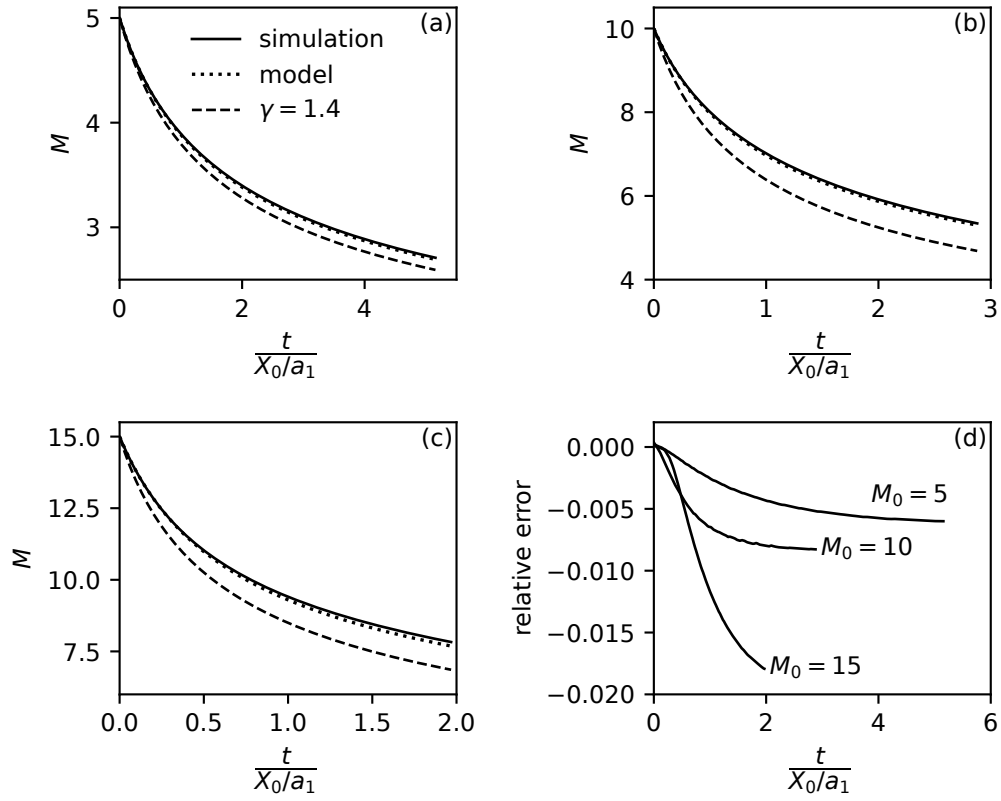 (a)
5
4
3
M
0
2
4
t
X₀/a₁
simulation
model
γ = 1.4
(b)
10
8
6
4
M
0
1
2
3
t
X₀/a₁
(c)
15.0
12.5
10.0
7.5
M
0.0
0.5
1.0
1.5
2.0
t
X₀/a₁
(d)
0.000
−0.005
−0.010
−0.015
−0.020
relative error
M₀ = 5
M₀ = 10
M₀ = 15
0
2
4
6
t
X₀/a₁